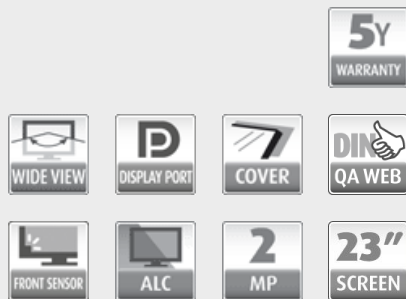 5Y
WARRANTY
WIDE VIEW
DISPLAY PORT
COVER
DIN
QA WEB
FRONT SENSOR
ALC
2
MP
23"
SCREEN